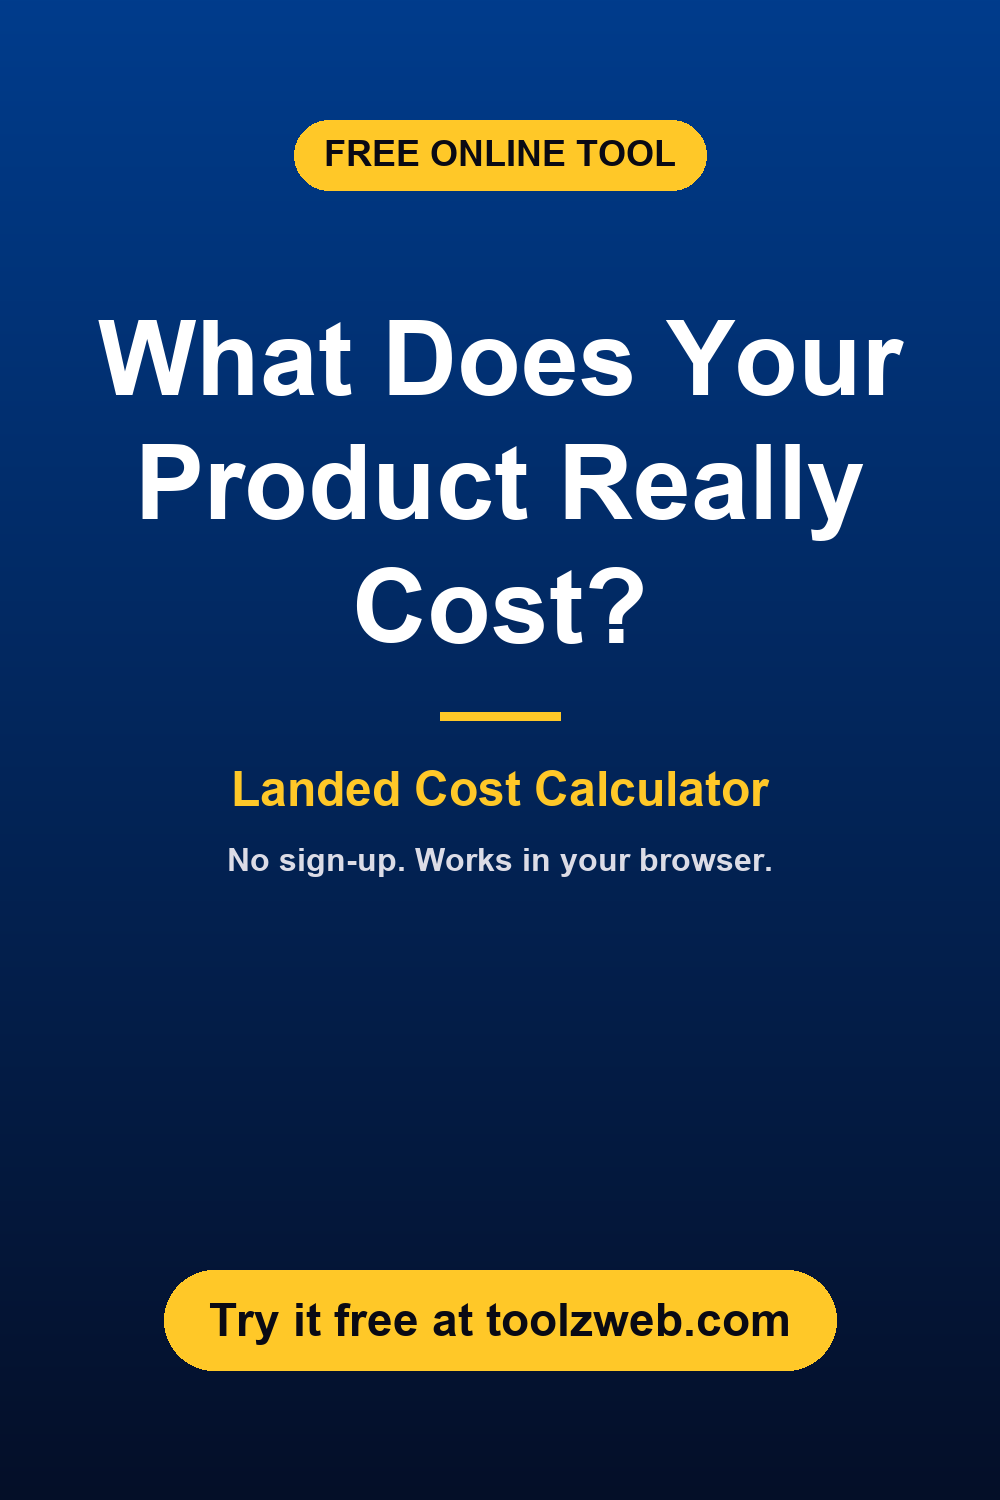 FREE ONLINE TOOL
What Does Your
Product Really
Cost?
Landed Cost Calculator
No sign-up. Works in your browser.
Try it free at toolzweb.com